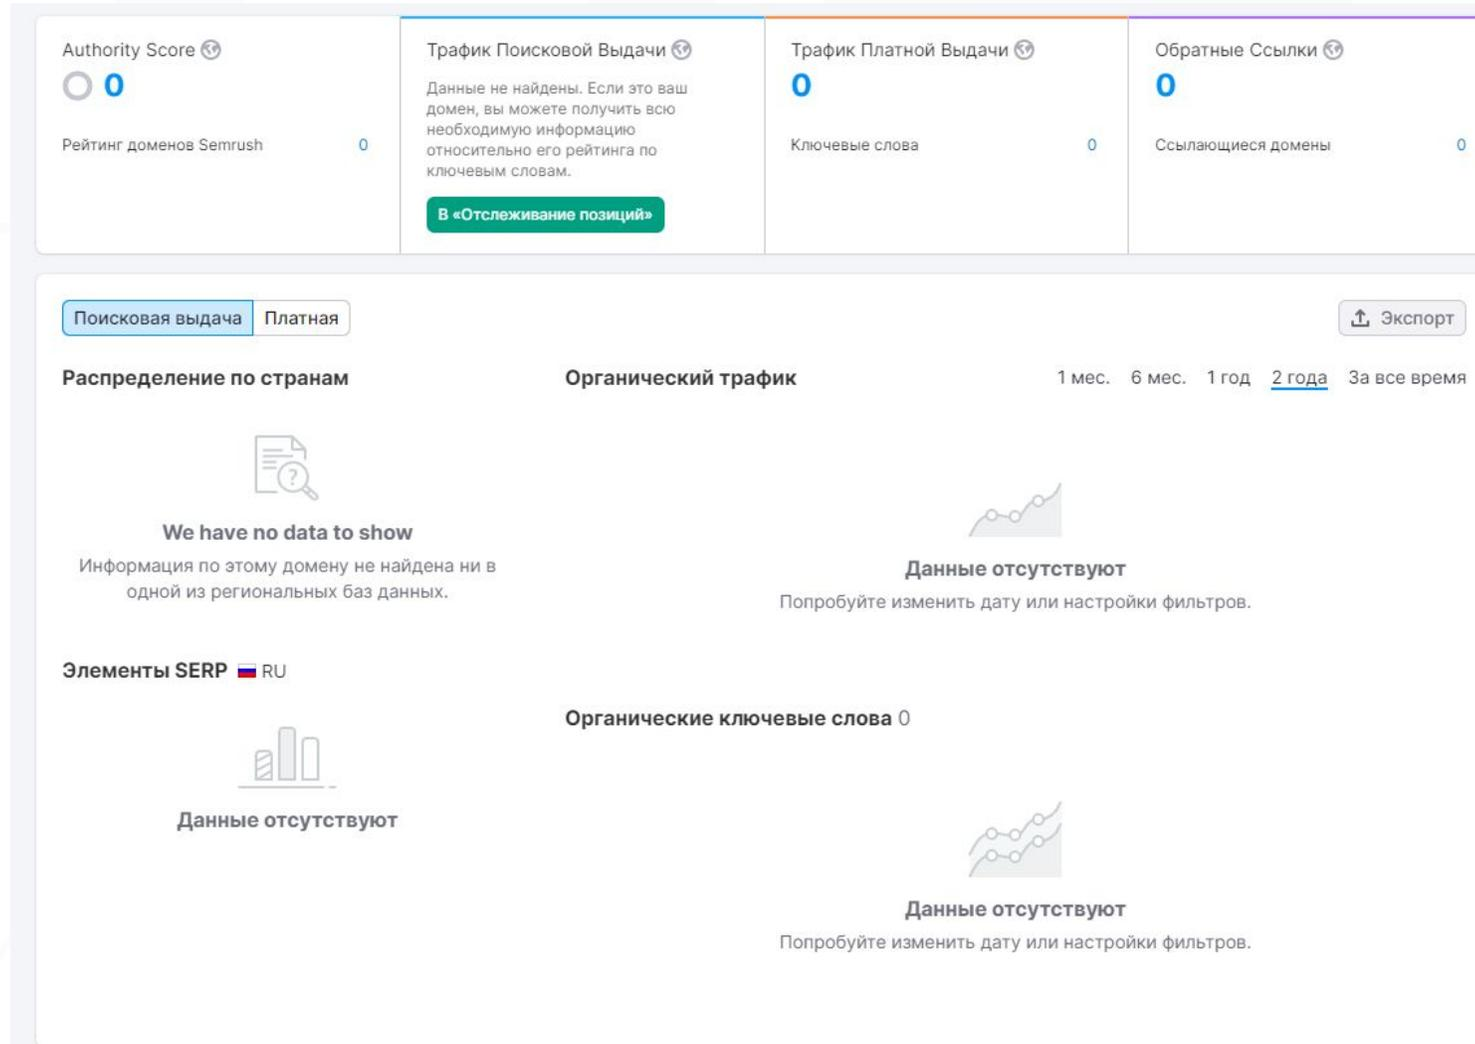 Authority Score
0
Рейтинг доменов Semrush 0
Трафик Поисковой Выдачи
Данные не найдены. Если это ваш
домен, вы можете получить всю
необходимую информацию
относительно его рейтинга по
ключевым словам.
В «Отслеживание позиций»
Трафик Платной Выдачи
0
Ключевые слова 0
Обратные Ссылки
0
Ссылающиеся домены 0
Поисковая выдача Платная
Экспорт
Распределение по странам
We have no data to show
Информация по этому домену не найдена ни в
одной из региональных баз данных.
Органический трафик
1 мес. 6 мес. 1 год 2 года За все время
Данные отсутствуют
Попробуйте изменить дату или настройки фильтров.
Элементы SERP RU
Данные отсутствуют
Органические ключевые слова 0
Данные отсутствуют
Попробуйте изменить дату или настройки фильтров.